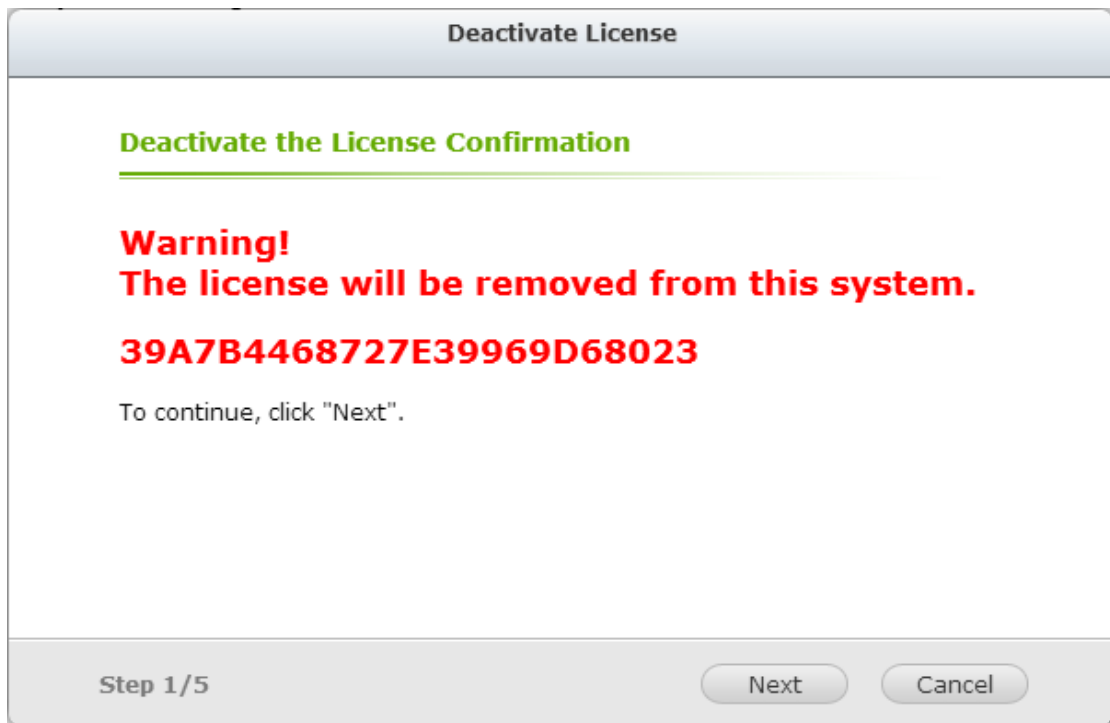 Deactivate License
Deactivate the License Confirmation
Warning!
The license will be removed from this system.
39A7B4468727E39969D68023
To continue, click "Next".
Step 1/5
Next
Cancel